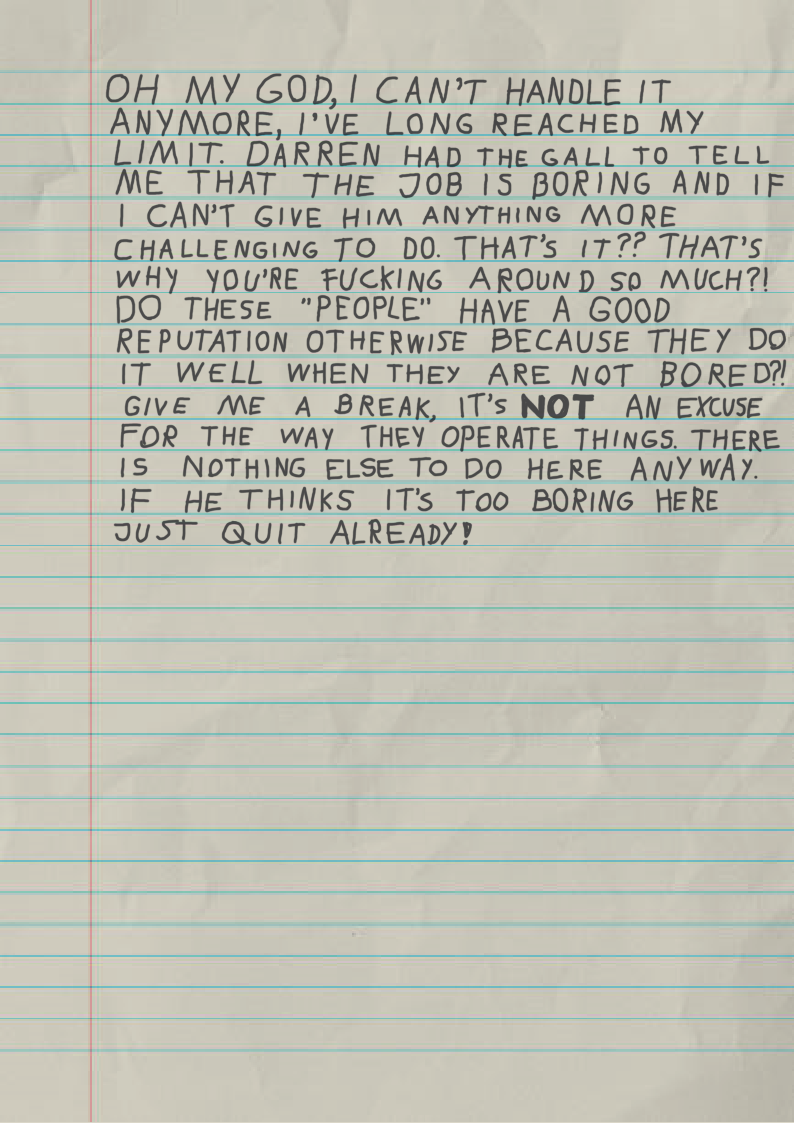 OH MY GOD, I CAN'T HANDLE IT
ANYMORE, I'VE LONG REACHED MY
LIMIT. DARREN HAD THE GALL TO TELL
ME THAT THE JOB IS BORING AND IF
I CAN'T GIVE HIM ANYTHING MORE
CHALLENGING TO DO. THAT'S IT?? THAT'S
WHY YOU'RE FUCKING AROUND SO MUCH?!
DO THESE "PEOPLE" HAVE A GOOD
REPUTATION OTHERWISE BECAUSE THEY DO
IT WELL WHEN THEY ARE NOT BORED?!
GIVE ME A BREAK, IT'S NOT AN EXCUSE
FOR THE WAY THEY OPERATE THINGS. THERE
IS NOTHING ELSE TO DO HERE ANYWAY.
IF HE THINKS IT'S TOO BORING HERE
JUST QUIT ALREADY!